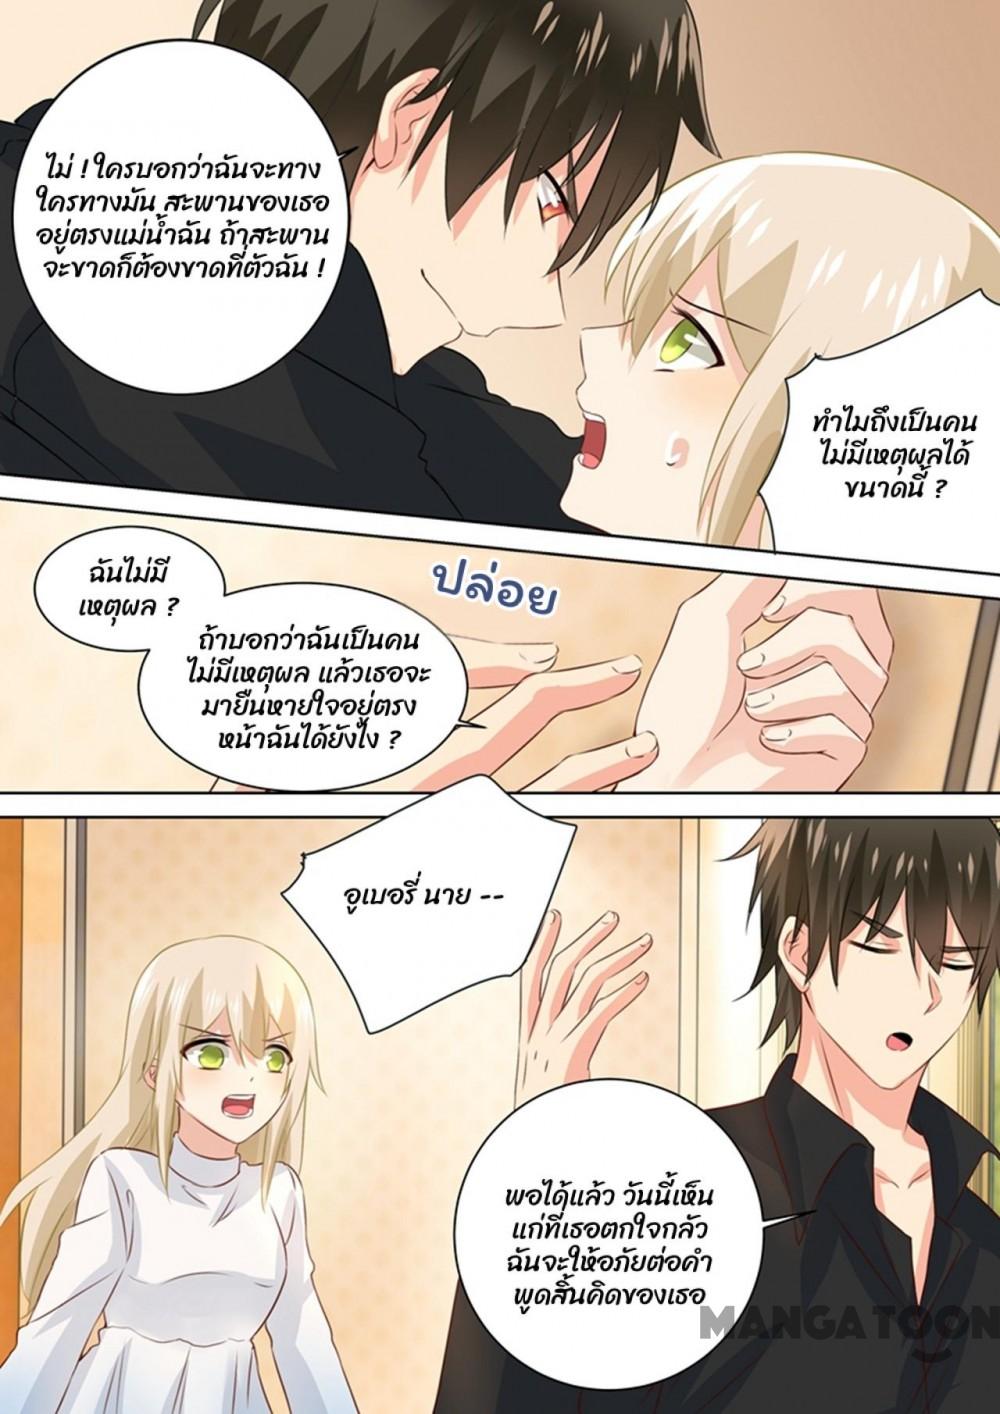 ไม่ ! ใครบอกว่าฉันจะทาง
ใครทางมัน สะพานของเธอ
อยู่ตรงแม่น้ำฉัน ถ้าสะพาน
จะขาดก็ต้องขาดที่ตัวฉัน !
ทำไมถึงเป็นคน
ไม่มีเหตุผลได้
ขนาดนี้ ?
ฉันไม่มี
เหตุผล ?
ปล่อย
ถ้าบอกว่าฉันเป็นคน
ไม่มีเหตุผล แล้วเธอจะ
มายืนหายใจอยู่ตรง
หน้าฉันได้ยังไง ?
อูเบอรี่ นาย --
พอได้แล้ว วันนี้เห็น
แก่ที่เธอตกใจกลัว
ฉันจะให้อภัยต่อคำ
พูดสิ้นคิดของเธอ
MANGATOON